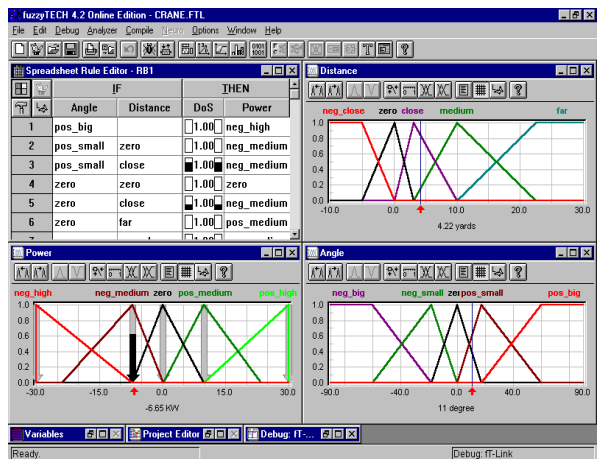 fuzzyTECH 4.2 Online Edition - CRANE.FTL
File Edit Debug Analyzer Compile Neuro Options Window Help
Spreadsheet Rule Editor - RB1
IF THEN
Angle Distance DoS Power
1 pos_big 1.00 neg_high
2 pos_small zero 1.00 neg_medium
3 pos_small close 1.00 neg_medium
4 zero zero 1.00 zero
5 zero close 1.00 neg_medium
6 zero far 1.00 pos_medium
Distance
neg_close zero close medium far
1.0
0.8
0.6
0.4
0.2
0.0
-10.0 0.0 10.0 20.0 30.0
4.22 yards
Power
neg_high neg_medium zero pos_medium pos_high
1.0
0.8
0.6
0.4
0.2
0.0
-30.0 -15.0 0.0 15.0 30.0
-6.65 KW
Angle
neg_big neg_small zer pos_small pos_big
1.0
0.8
0.6
0.4
0.2
0.0
-90.0 -40.0 0.0 40.0 90.0
11 degree
Variables Project Editor Debug: fT-...
Ready. Debug: fT-Link